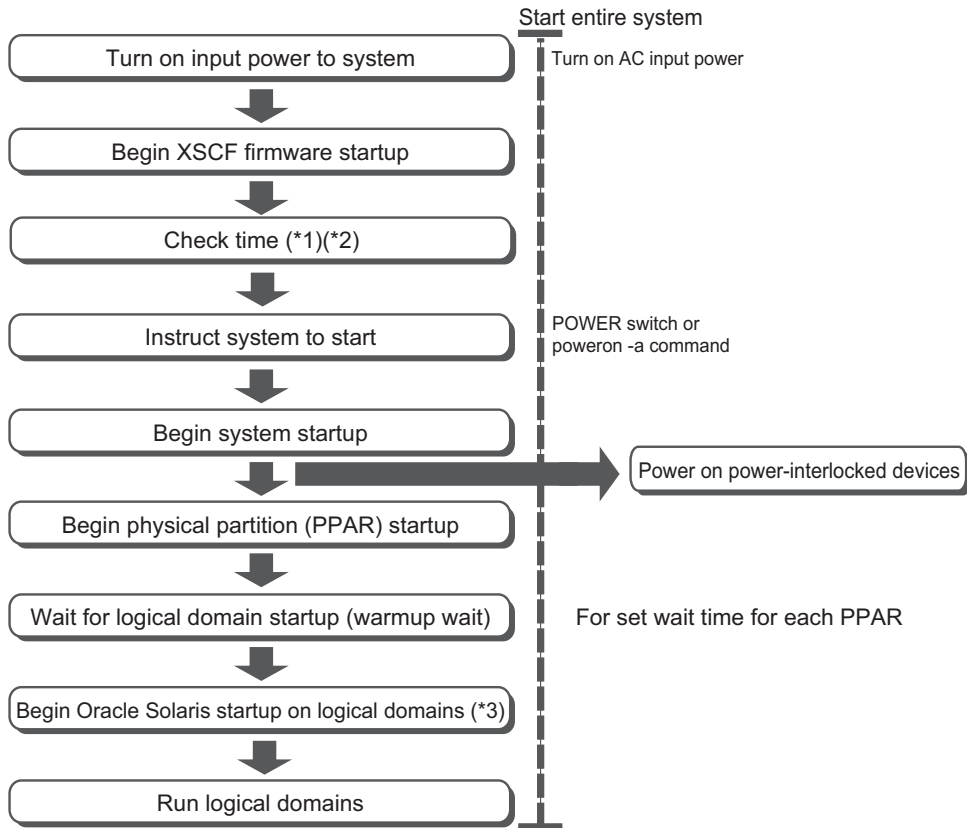 Start entire system
Turn on input power to system
Turn on AC input power
Begin XSCF firmware startup
Check time (*1)(*2)
Instruct system to start
POWER switch or
poweron -a command
Begin system startup
Power on power-interlocked devices
Begin physical partition (PPAR) startup
Wait for logical domain startup (warmup wait)
For set wait time for each PPAR
Begin Oracle Solaris startup on logical domains (*3)
Run logical domains